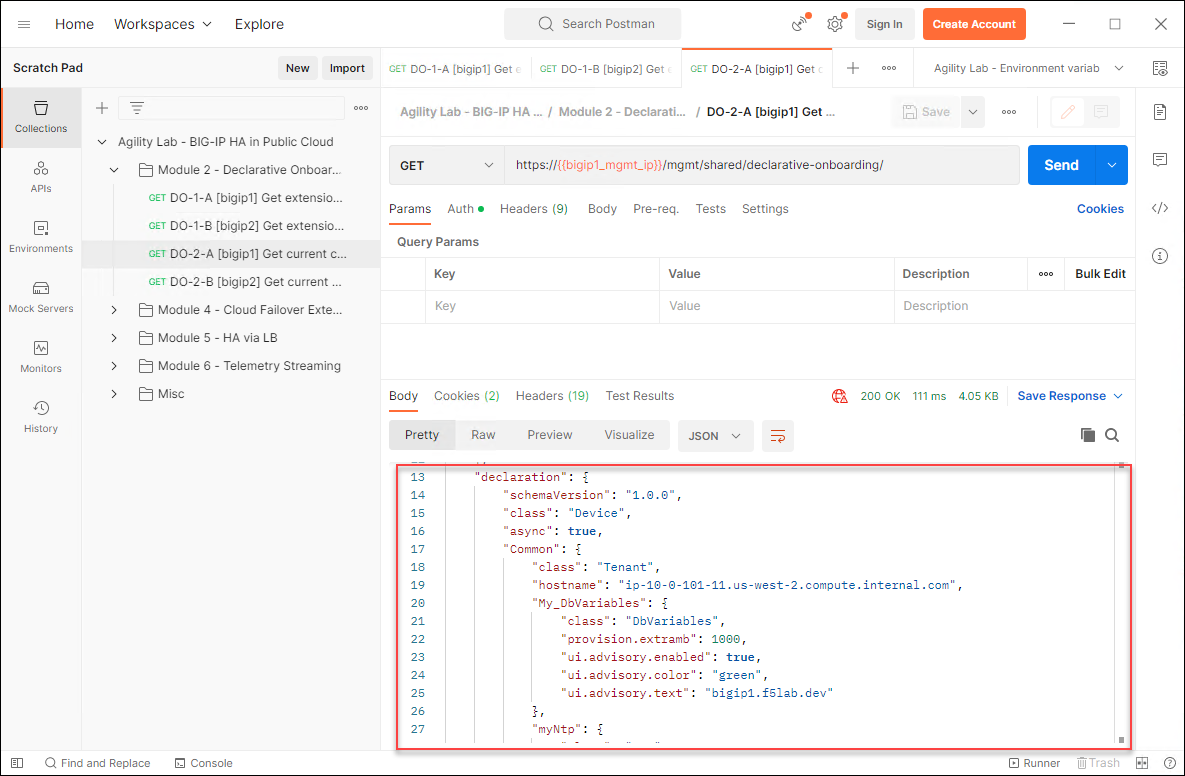 Home Workspaces Explore Search Postman Sign In Create Account
Scratch Pad New Import GET DO-1-A [bigip1] Get e GET DO-1-B [bigip2] Get GET DO-2-A [bigip1] Get c Agility Lab - Environment variab
Collections
APIs
Environments
Mock Servers
Monitors
History
Agility Lab - BIG-IP HA in Public Cloud
Module 2 - Declarative Onboar...
GET DO-1-A [bigip1] Get extensio...
GET DO-1-B [bigip2] Get extensio...
GET DO-2-A [bigip1] Get current c...
GET DO-2-B [bigip2] Get current ...
Module 4 - Cloud Failover Exte...
Module 5 - HA via LB
Module 6 - Telemetry Streaming
Misc
Agility Lab - BIG-IP HA ... / Module 2 - Declarati... / DO-2-A [bigip1] Get ... Save
GET https://{{bigip1_mgmt_ip}}/mgmt/shared/declarative-onboarding/ Send
Params Auth Headers (9) Body Pre-req. Tests Settings Cookies
Query Params
Key Value Description Bulk Edit
Key Value Description
Body Cookies (2) Headers (19) Test Results 200 OK 111 ms 4.05 KB Save Response
Pretty Raw Preview Visualize JSON
13 "declaration": {
14 "schemaVersion": "1.0.0",
15 "class": "Device",
16 "async": true,
17 "Common": {
18 "class": "Tenant",
19 "hostname": "ip-10-0-101-11.us-west-2.compute.internal.com",
20 "My_DbVariables": {
21 "class": "DbVariables",
22 "provision.extramb": 1000,
23 "ui.advisory.enabled": true,
24 "ui.advisory.color": "green",
25 "ui.advisory.text": "bigip1.f5lab.dev"
26 },
27 "myNtp": {
Find and Replace Console Runner Trash